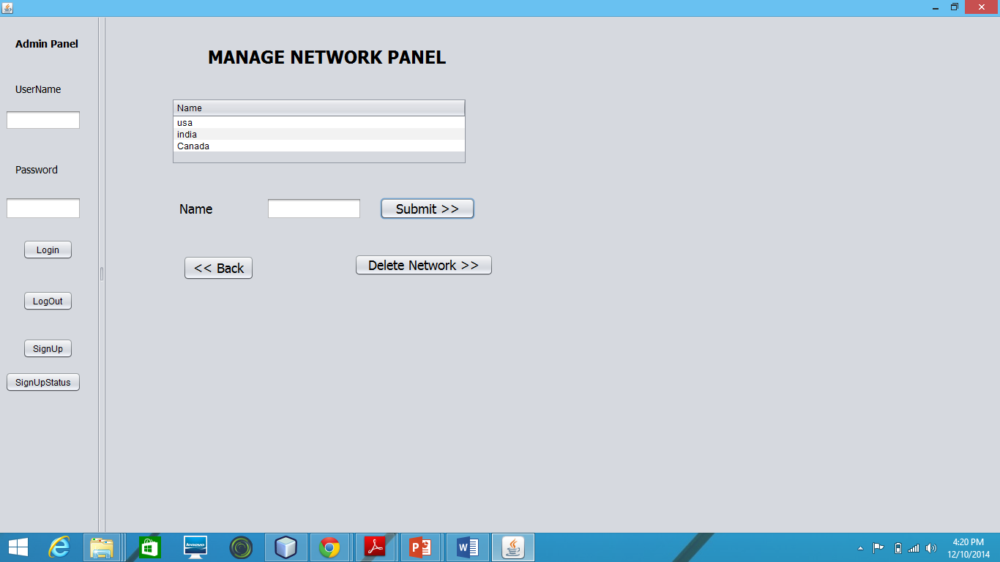 Admin Panel
UserName
Password
Login
LogOut
SignUp
SignUpStatus
MANAGE NETWORK PANEL
Name
usa
india
Canada
Name
Submit >>
<< Back
Delete Network >>
lenovo
4:20 PM
12/10/2014